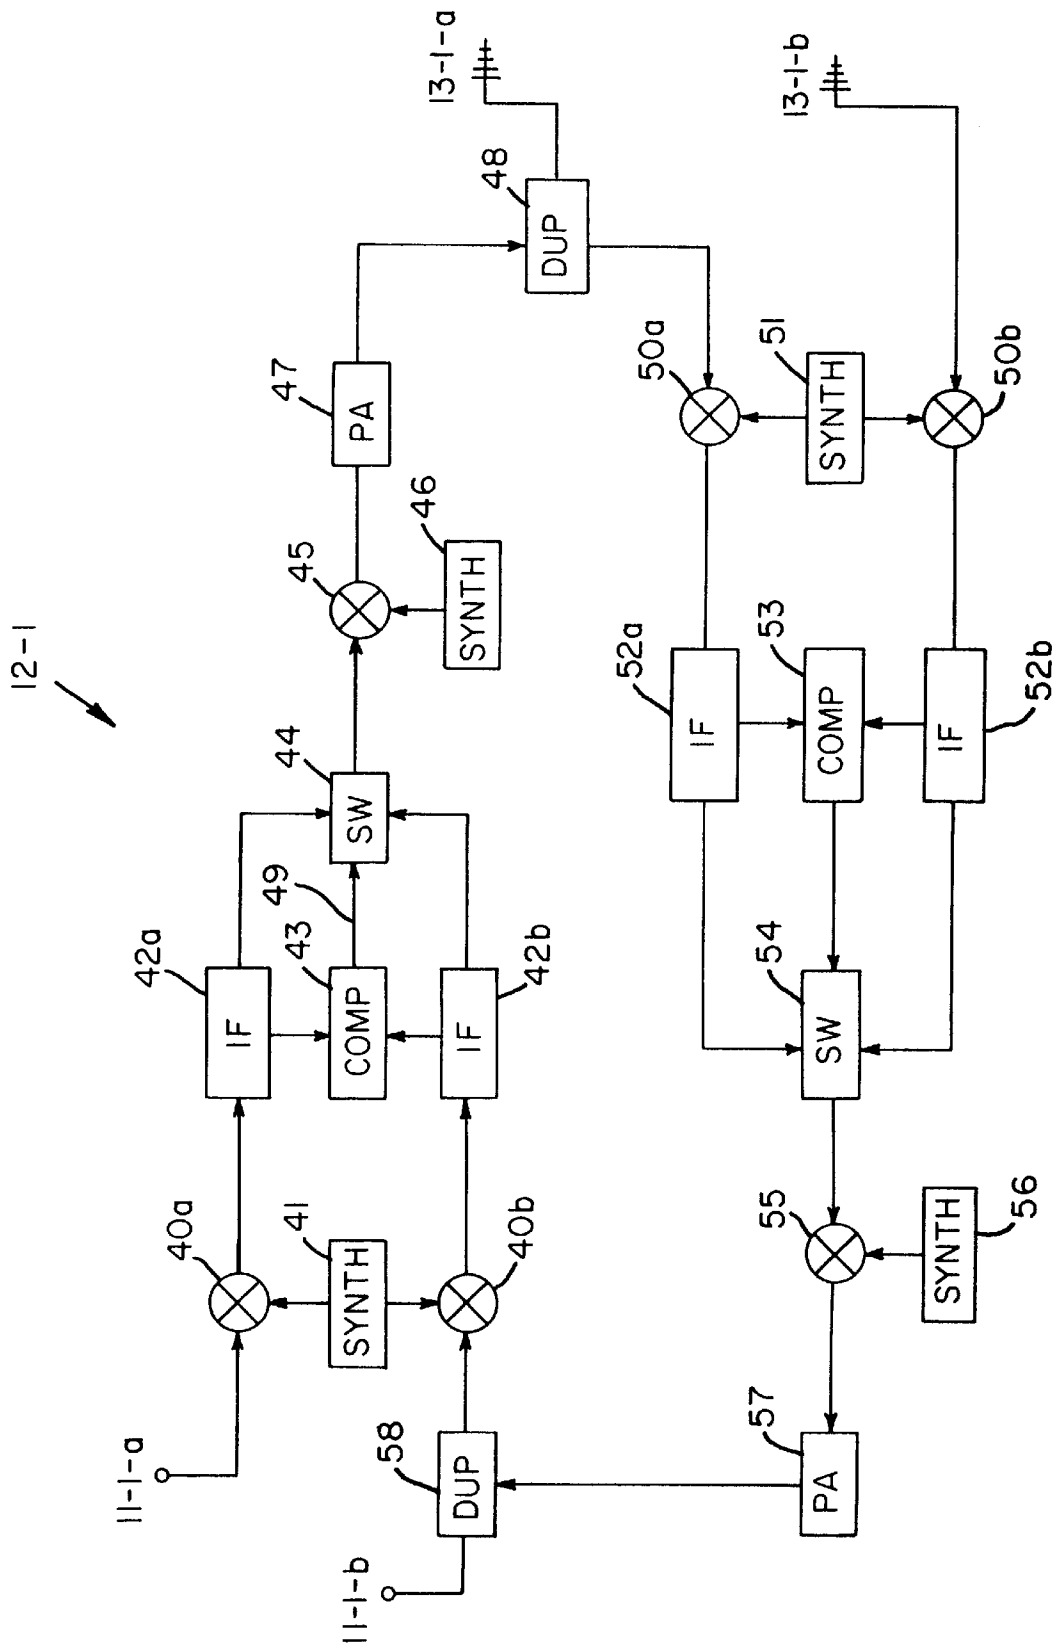 12-1
11-1-a
40a
42a
IF
IF
42b
40b
SYNTH
41
COMP
43
49
SW
44
45
SYNTH
46
PA
47
DUP
48
13-1-a
11-1-b
DUP
58
50a
SYNTH
51
50b
13-1-b
52a
IF
COMP
53
IF
52b
SW
54
55
SYNTH
56
PA
57